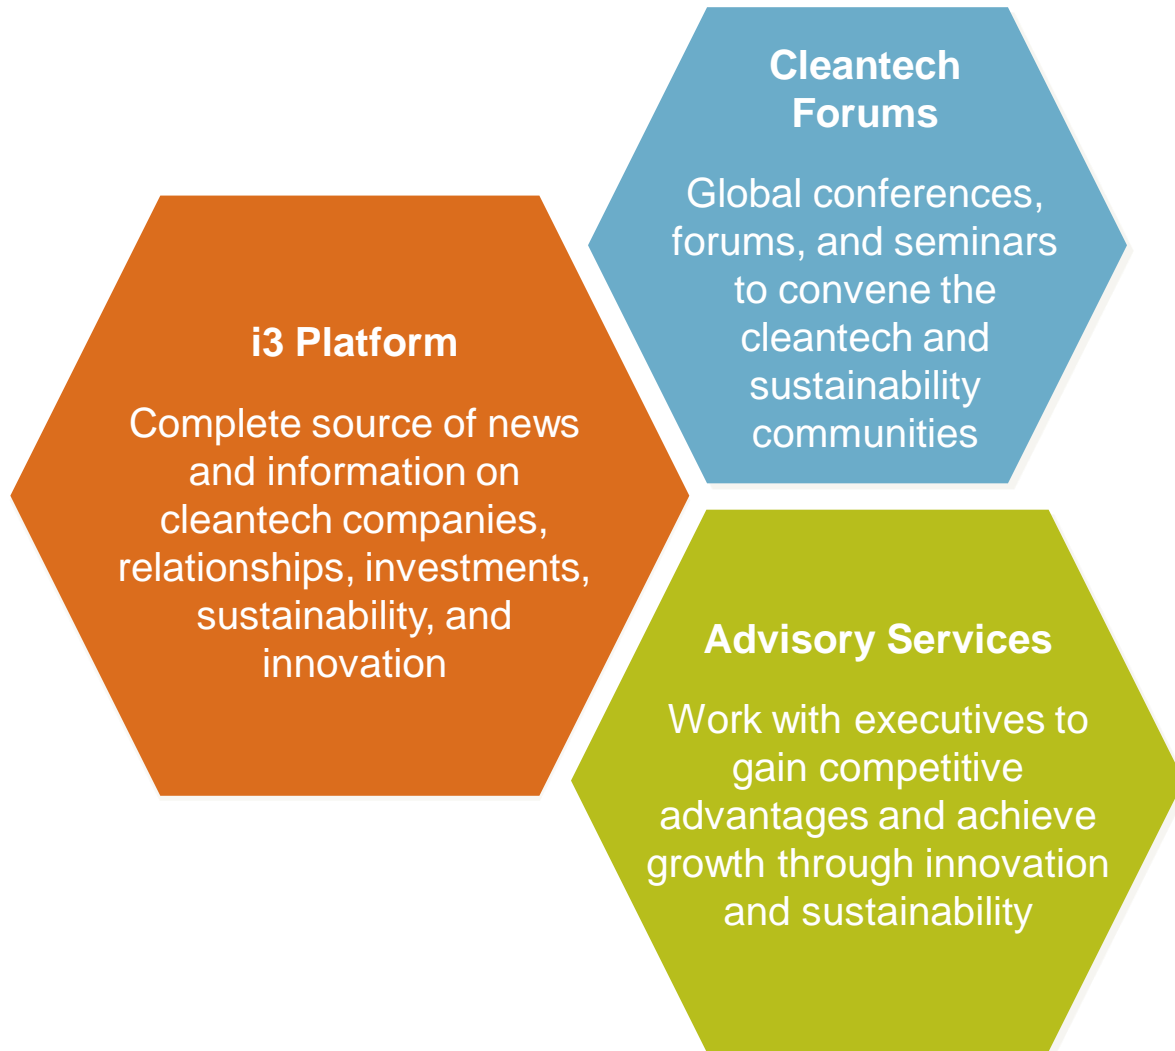 Cleantech
Forums
Global conferences,
forums, and seminars
to convene the
cleantech and
sustainability
communities
i3 Platform
Complete source of news
and information on
cleantech companies,
relationships, investments,
sustainability, and
innovation
Advisory Services
Work with executives to
gain competitive
advantages and achieve
growth through innovation
and sustainability